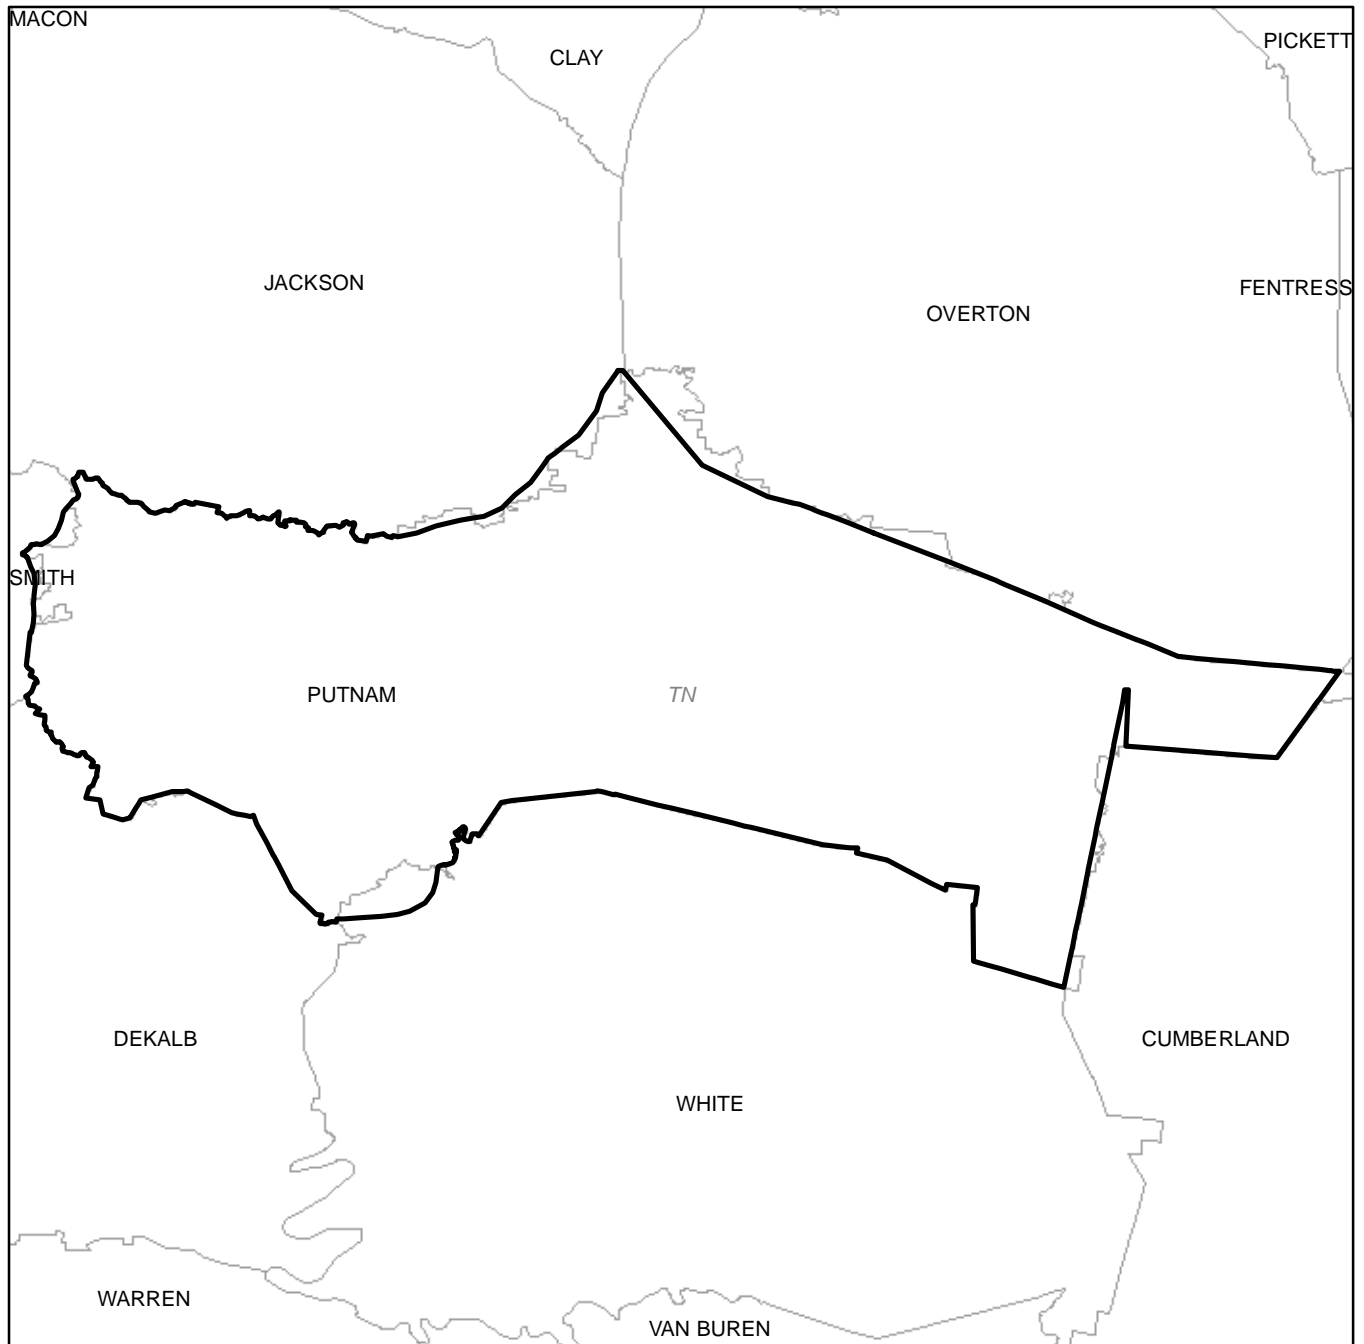 MACON
PICKETT
CLAY
JACKSON
FENTRESS
OVERTON
SMITH
PUTNAM
TN
DEKALB
CUMBERLAND
WHITE
WARREN
VAN BUREN